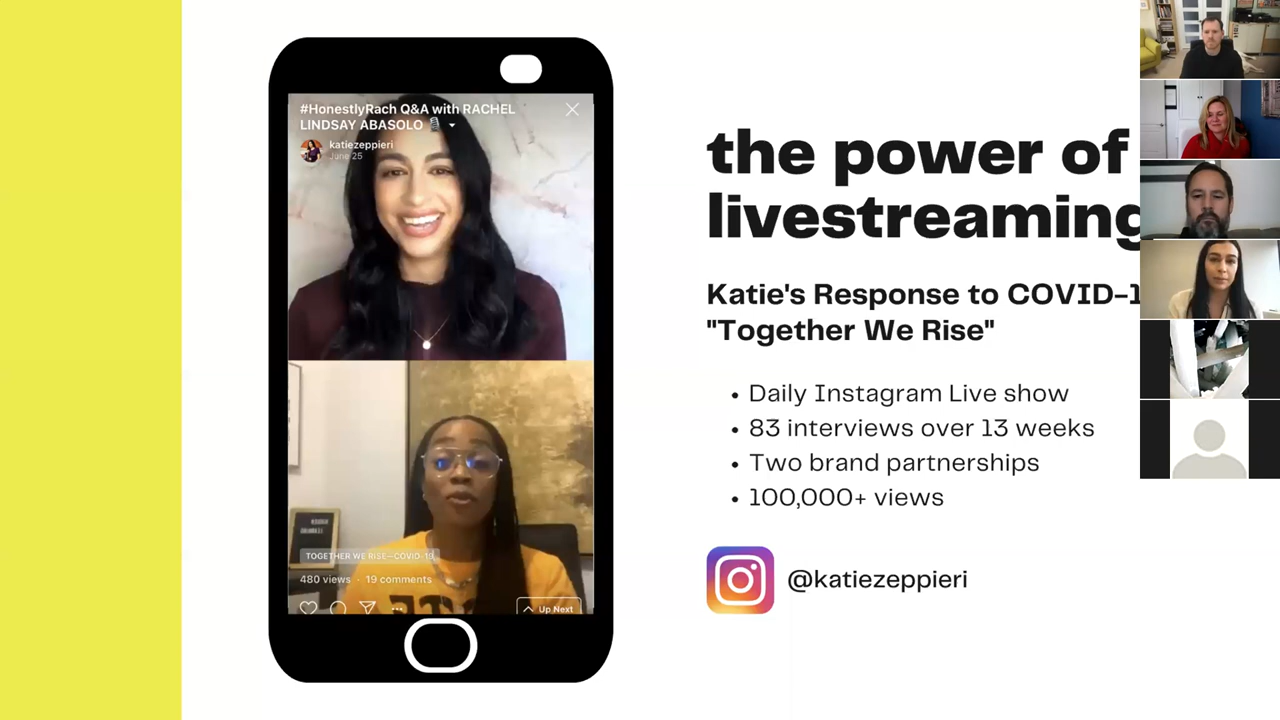 #HonestlyRach Q&A with RACHEL
LINDSAY ABASOLO
katiezeppieri
June 25
TOGETHER WE RISE—COVID-19
480 views · 19 comments
Up Next
the power of
livestreaming
Katie's Response to COVID-1
"Together We Rise"
• Daily Instagram Live show
• 83 interviews over 13 weeks
• Two brand partnerships
• 100,000+ views
@katiezeppieri